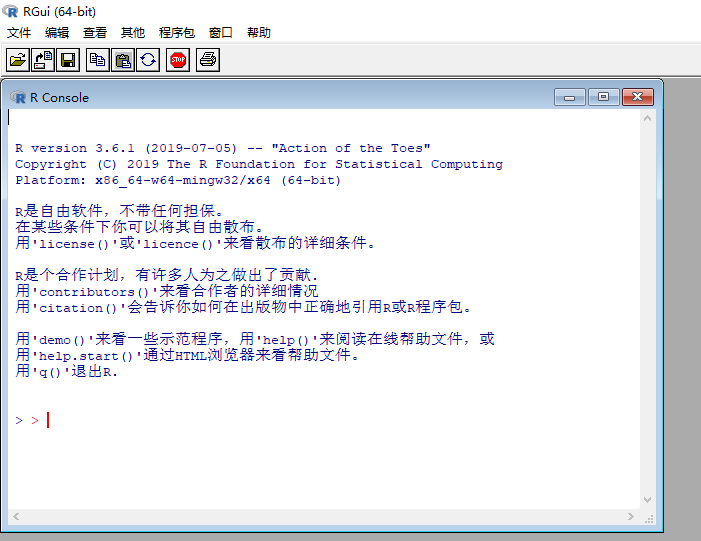 RGui (64-bit)
文件 编辑 查看 其他 程序包 窗口 帮助
STOP
R Console
R version 3.6.1 (2019-07-05) -- "Action of the Toes"
Copyright (C) 2019 The R Foundation for Statistical Computing
Platform: x86_64-w64-mingw32/x64 (64-bit)
R是自由软件，不带任何担保。
在某些条件下你可以将其自由散布。
用'license()'或'licence()'来看散布的详细条件。
R是个合作计划，有许多人为之做出了贡献.
用'contributors()'来看合作者的详细情况
用'citation()'会告诉你如何在出版物中正确地引用R或R程序包。
用'demo()'来看一些示范程序，用'help()'来阅读在线帮助文件，或
用'help.start()'通过HTML浏览器来看帮助文件。
用'q()'退出R.
> >